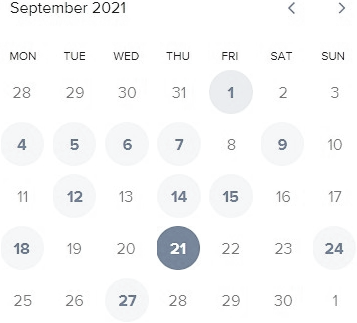 September 2021
MON TUE WED THU FRI SAT SUN
28 29 30 31 1 2 3
4 5 6 7 8 9 10
11 12 13 14 15 16 17
18 19 20 21 22 23 24
25 26 27 28 29 30 1